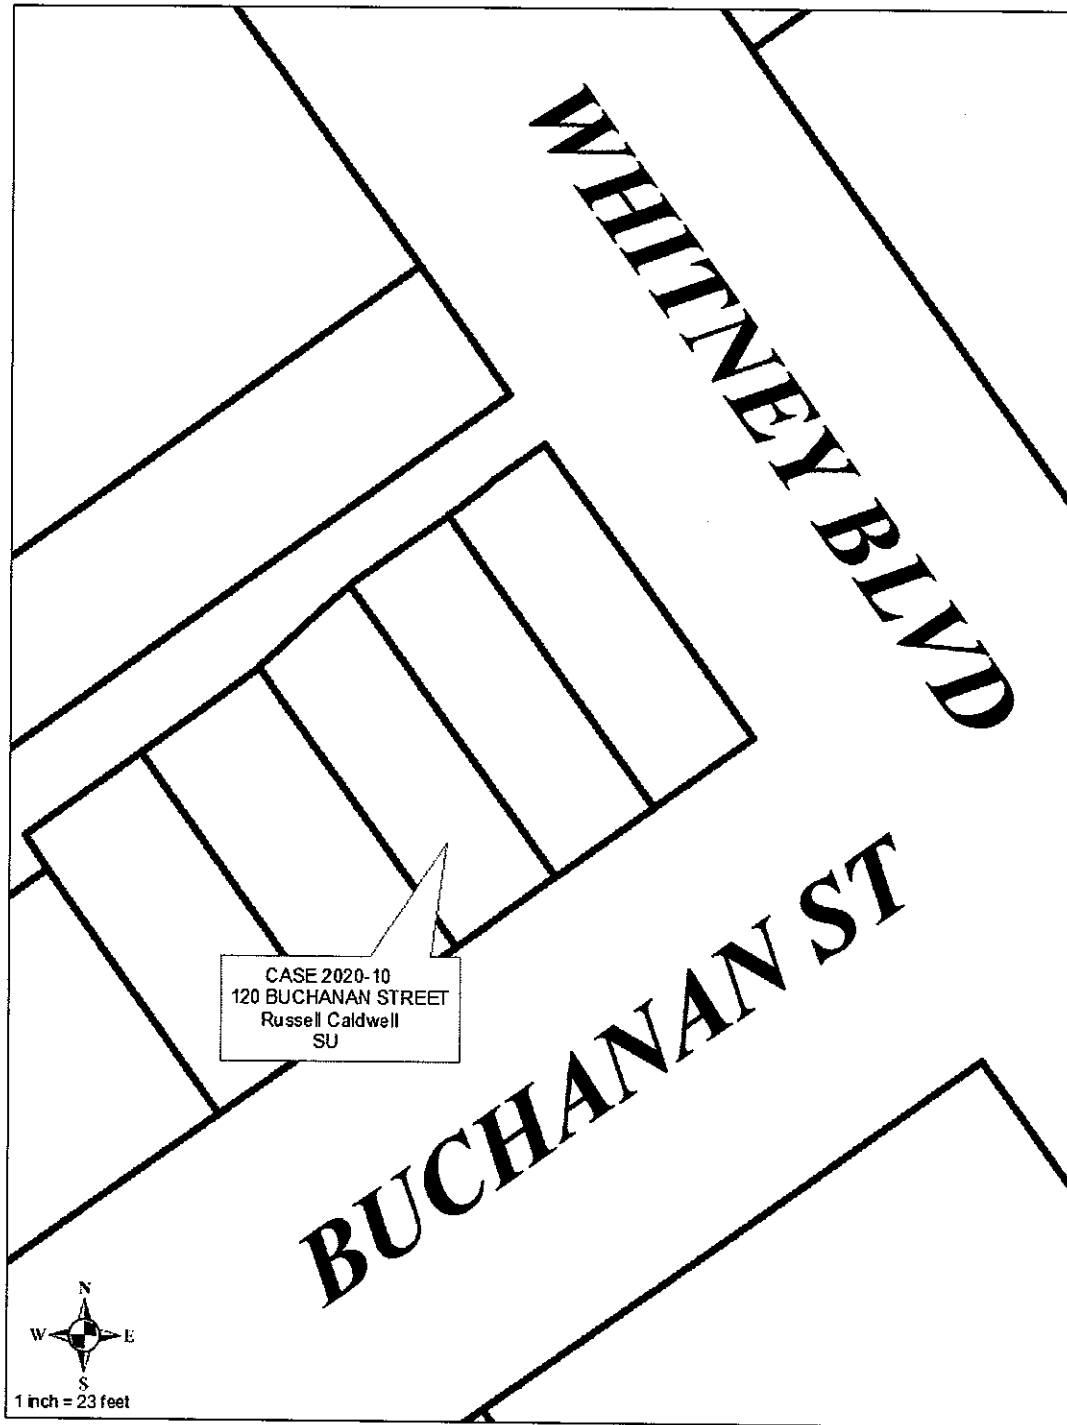 WHITNEY BLVD
CASE 2020-10
120 BUCHANAN STREET
Russell Caldwell
SU
BUCHANAN ST
N
W E
S
1 inch = 23 feet